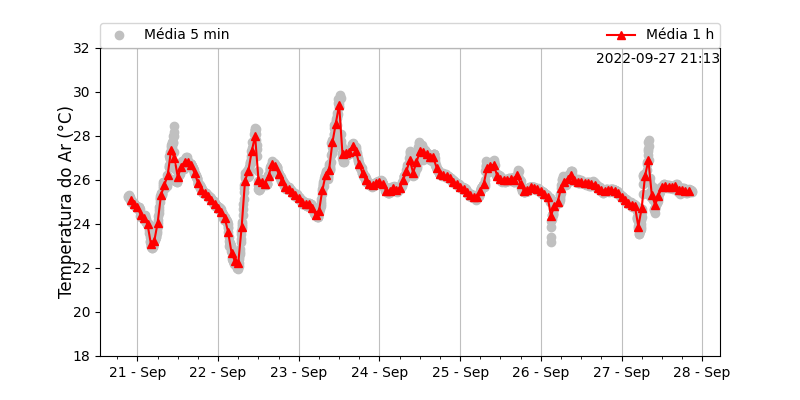 Média 5 min
Média 1 h
2022-09-27 21:13
Temperatura do Ar (°C)
32
30
28
26
24
22
20
18
21 - Sep
22 - Sep
23 - Sep
24 - Sep
25 - Sep
26 - Sep
27 - Sep
28 - Sep